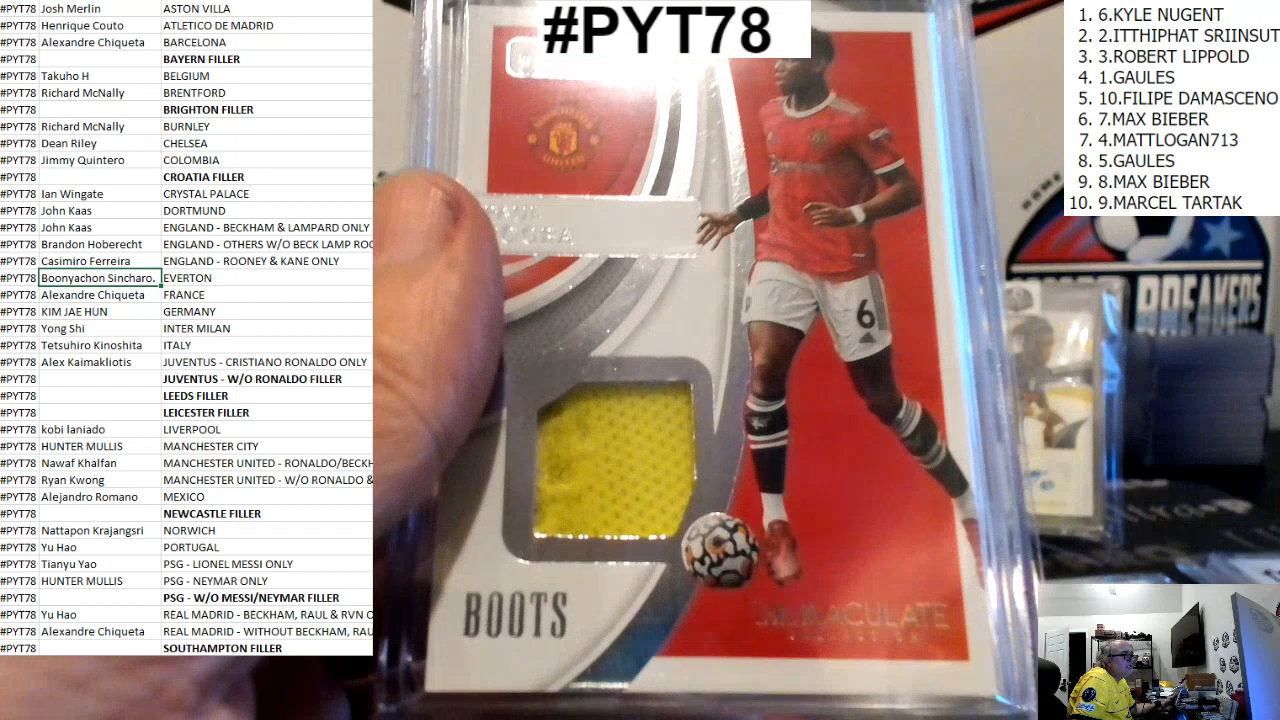 #PYT78 Josh Merlin ASTON VILLA
#PYT78 Henrique Couto ATLETICO DE MADRID
#PYT78 Alexandre Chiqueta BARCELONA
#PYT78 BAYERN FILLER
#PYT78 Takuho H BELGIUM
#PYT78 Richard McNally BRENTFORD
#PYT78 BRIGHTON FILLER
#PYT78 Richard McNally BURNLEY
#PYT78 Dean Riley CHELSEA
#PYT78 Jimmy Quintero COLOMBIA
#PYT78 CROATIA FILLER
#PYT78 Ian Wingate CRYSTAL PALACE
#PYT78 John Kaas DORTMUND
#PYT78 John Kaas ENGLAND - BECKHAM & LAMPARD ONLY
#PYT78 Brandon Hoberecht ENGLAND - OTHERS W/O BECK LAMP ROO
#PYT78 Casimiro Ferreira ENGLAND - ROONEY & KANE ONLY
#PYT78 Boonyachon Sincharo. EVERTON
#PYT78 Alexandre Chiqueta FRANCE
#PYT78 KIM JAE HUN GERMANY
#PYT78 Yong Shi INTER MILAN
#PYT78 Tetsuhiro Kinoshita ITALY
#PYT78 Alex Kaimakliotis JUVENTUS - CRISTIANO RONALDO ONLY
#PYT78 JUVENTUS - W/O RONALDO FILLER
#PYT78 LEEDS FILLER
#PYT78 LEICESTER FILLER
#PYT78 kobi laniado LIVERPOOL
#PYT78 HUNTER MULLIS MANCHESTER CITY
#PYT78 Nawaf Khalfan MANCHESTER UNITED - RONALDO/BECKH
#PYT78 Ryan Kwong MANCHESTER UNITED - W/O RONALDO &
#PYT78 Alejandro Romano MEXICO
#PYT78 NEWCASTLE FILLER
#PYT78 Nattapon Krajangsri NORWICH
#PYT78 Yu Hao PORTUGAL
#PYT78 Tianyu Yao PSG - LIONEL MESSI ONLY
#PYT78 HUNTER MULLIS PSG - NEYMAR ONLY
#PYT78 PSG - W/O MESSI/NEYMAR FILLER
#PYT78 Yu Hao REAL MADRID - BECKHAM, RAUL & RVN O
#PYT78 Alexandre Chiqueta REAL MADRID - WITHOUT BECKHAM, RAU
#PYT78 SOUTHAMPTON FILLER
#PYT78
UNITED
POGBA
6
BOOTS
IMMACULATE
1. 6.KYLE NUGENT
2. 2.ITTHIPHAT SRIINSUT
3. 3.ROBERT LIPPOLD
4. 1.GAULES
5. 10.FILIPE DAMASCENO
6. 7.MAX BIEBER
7. 4.MATTLOGAN713
8. 5.GAULES
9. 8.MAX BIEBER
10. 9.MARCEL TARTAK
BREAKERS